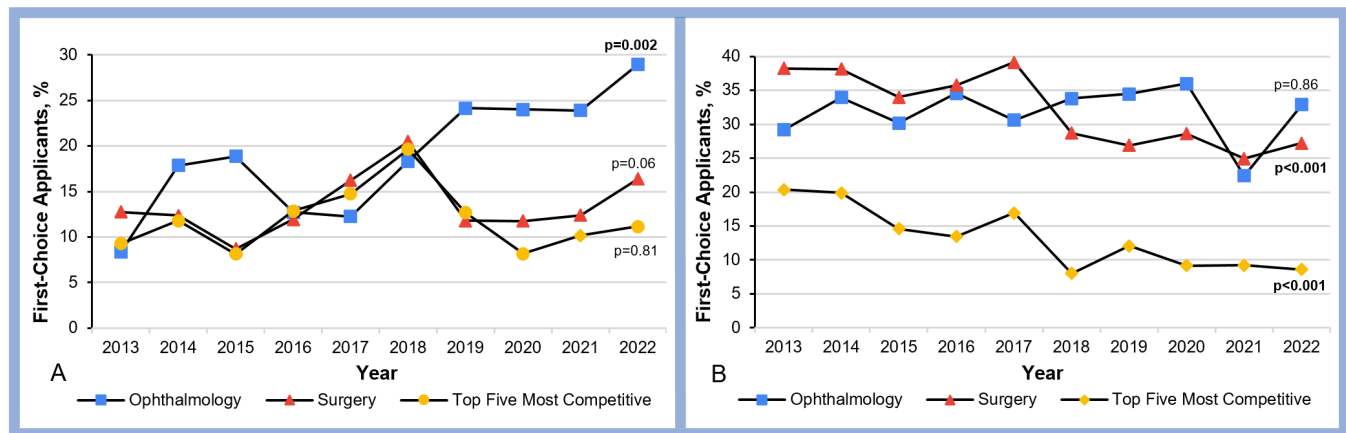 p=0.002
30
25
20
15
10
5
0
First-Choice Applicants, %
p=0.06
p=0.81
2013 2014 2015 2016 2017 2018 2019 2020 2021 2022
A
Year
Ophthalmology Surgery Top Five Most Competitive
40
35
30
25
20
15
10
5
0
First-Choice Applicants, %
p=0.86
p<0.001
p<0.001
2013 2014 2015 2016 2017 2018 2019 2020 2021 2022
B
Year
Ophthalmology Surgery Top Five Most Competitive